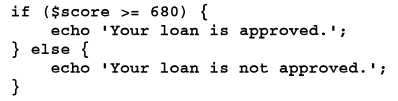 if ($score >= 680) {
    echo 'Your loan is approved.';
} else {
    echo 'Your loan is not approved.';
}